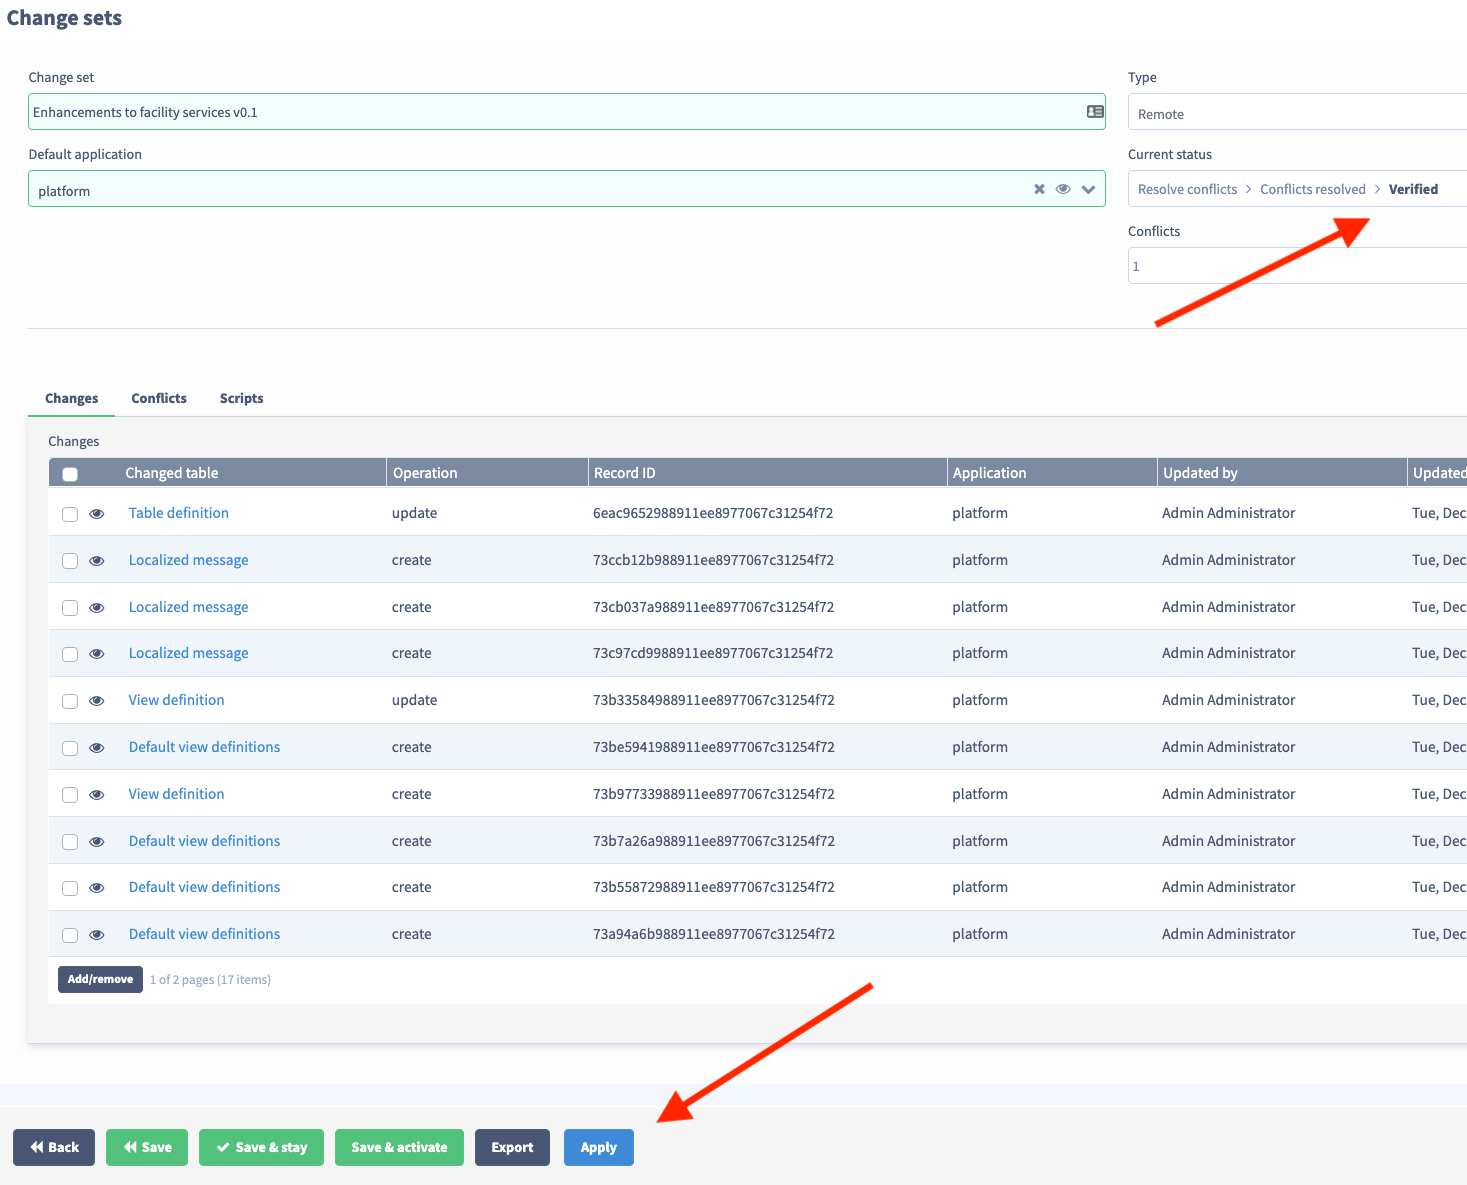 Change sets
Change set
Type
Enhancements to facility services v0.1
Remote
Default application
Current status
platform
Resolve conflicts > Conflicts resolved > Verified
Conflicts
1
Changes Conflicts Scripts
Changes
Changed table Operation Record ID Application Updated by Updated
Table definition update 6eac9652988911ee8977067c31254f72 platform Admin Administrator Tue, Dec
Localized message create 73ccb12b988911ee8977067c31254f72 platform Admin Administrator Tue, Dec
Localized message create 73cb037a988911ee8977067c31254f72 platform Admin Administrator Tue, Dec
Localized message create 73c97cd9988911ee8977067c31254f72 platform Admin Administrator Tue, Dec
View definition update 73b33584988911ee8977067c31254f72 platform Admin Administrator Tue, Dec
Default view definitions create 73be5941988911ee8977067c31254f72 platform Admin Administrator Tue, Dec
View definition create 73b97733988911ee8977067c31254f72 platform Admin Administrator Tue, Dec
Default view definitions create 73b7a26a988911ee8977067c31254f72 platform Admin Administrator Tue, Dec
Default view definitions create 73b55872988911ee8977067c31254f72 platform Admin Administrator Tue, Dec
Default view definitions create 73a94a6b988911ee8977067c31254f72 platform Admin Administrator Tue, Dec
Add/remove 1 of 2 pages (17 items)
Back Save Save & stay Save & activate Export Apply